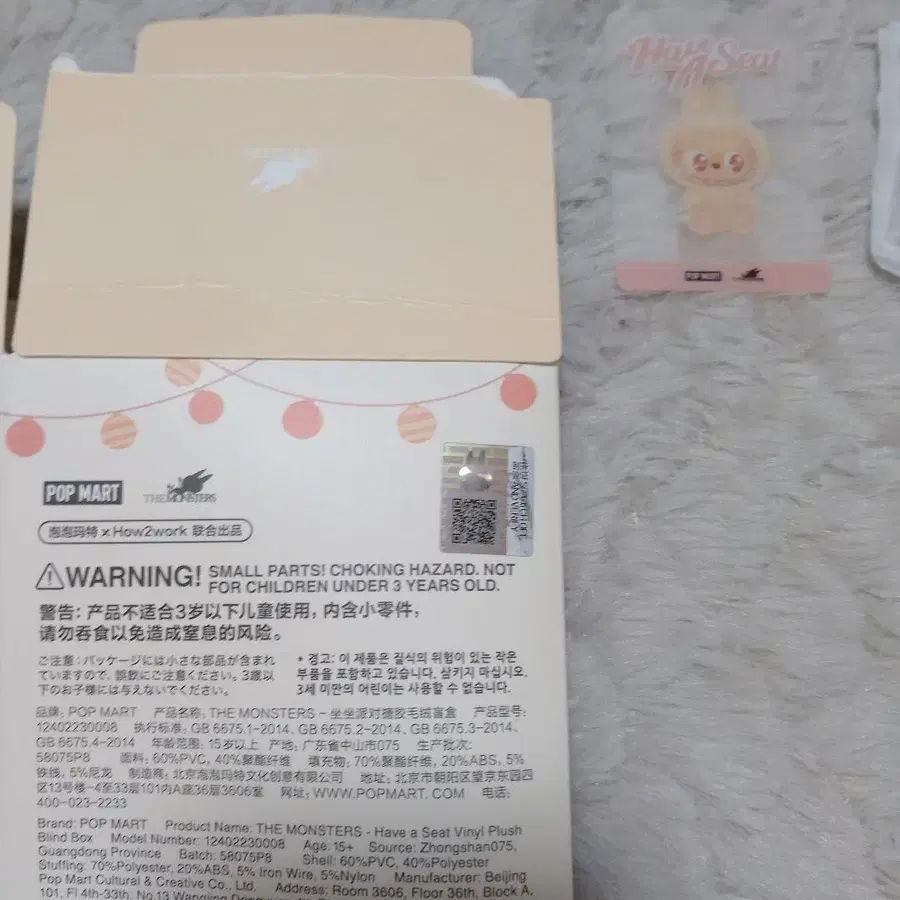 Have A Seat
POP MART
POP MART THE MONSTERS
泡泡玛特 x How2work 联合出品
WARNING! SMALL PARTS! CHOKING HAZARD. NOT
FOR CHILDREN UNDER 3 YEARS OLD.
警告: 产品不适合3岁以下儿童使用, 内含小零件,
请勿吞食以免造成窒息的风险。
ご注意: パッケージには小さな部品が含まれ
ていますので、誤飲にご注意ください。3歳以
下のお子様には与えないでください。
* 경고: 이 제품은 질식의 위험이 있는 작은
부품을 포함하고 있습니다. 삼키지 마십시오.
3세 미만의 어린이는 사용할 수 없습니다.
品牌: POP MART 产品名称: THE MONSTERS - 坐坐派对搪胶毛绒盲盒 产品型号:
12402230008 执行标准: GB 6675.1-2014、GB 6675.2-2014、GB 6675.3-2014、
GB 6675.4-2014 年龄范围: 15岁以上 产地: 广东省中山市075 生产批次:
58075P8 面料: 60%PVC, 40%聚酯纤维 填充物: 70%聚酯纤维, 20%ABS, 5%
铁线, 5%尼龙 制造商: 北京泡泡玛特文化创意有限公司 地址: 北京市朝阳区望京东园四
区13号楼-4至33层101内A座36层3606室 网址: WWW.POPMART.COM 电话:
400-023-2233
Brand: POP MART Product Name: THE MONSTERS - Have a Seat Vinyl Plush
Blind Box Model Number: 12402230008 Age: 15+ Source: Zhongshan075,
Guangdong Province Batch: 58075P8 Shell: 60%PVC, 40%Polyester
Stuffing: 70%Polyester, 20%ABS, 5% Iron Wire, 5%Nylon Manufacturer: Beijing
Pop Mart Cultural & Creative Co., Ltd. Address: Room 3606, Floor 36th, Block A,
101, Fl 4th-33th, No.13 Wangjing